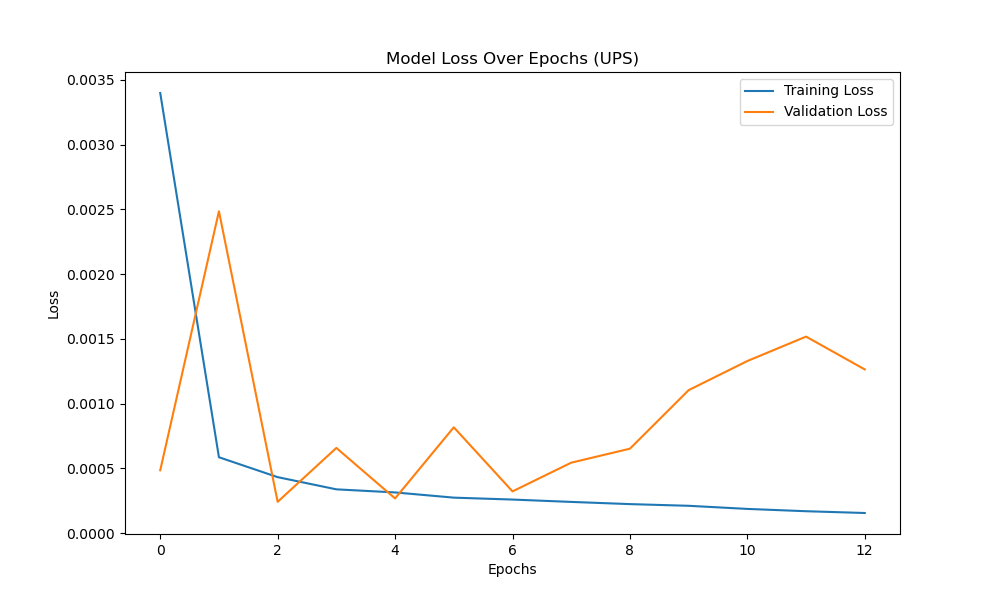 Model Loss Over Epochs (UPS)
Training Loss
Validation Loss
0.0035
0.0030
0.0025
0.0020
0.0015
0.0010
0.0005
0.0000
Loss
0 2 4 6 8 10 12
Epochs